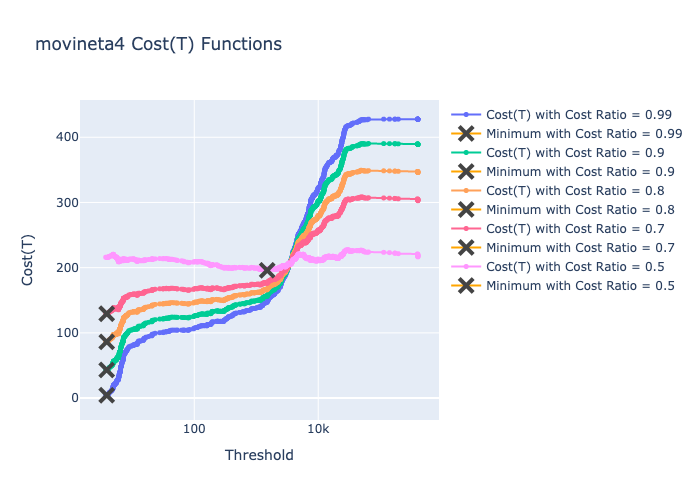 movineta4 Cost(T) Functions
Cost(T)
400
300
200
100
0
100
10k
Threshold
Cost(T) with Cost Ratio = 0.99
Minimum with Cost Ratio = 0.99
Cost(T) with Cost Ratio = 0.9
Minimum with Cost Ratio = 0.9
Cost(T) with Cost Ratio = 0.8
Minimum with Cost Ratio = 0.8
Cost(T) with Cost Ratio = 0.7
Minimum with Cost Ratio = 0.7
Cost(T) with Cost Ratio = 0.5
Minimum with Cost Ratio = 0.5